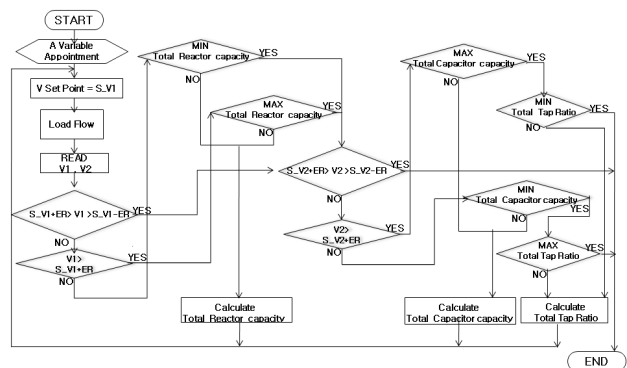 START
A Variable
Appointment
V Set Point = S_V1
Load Flow
READ
V1 , V2
S_V1+ER> V1 >S_V1-ER
YES
NO
V1>
S_V1+ER
YES
NO
MIN
Total Reactor capacity
YES
NO
MAX
Total Reactor capacity
YES
NO
S_V2+ER> V2 >S_V2-ER
YES
NO
V2>
S_V2+ER
YES
NO
MAX
Total Capacitor capacity
YES
NO
MIN
Total Tap Ratio
YES
NO
MIN
Total Capacitor capacity
YES
NO
MAX
Total Tap Ratio
YES
NO
Calculate
Total Reactor capacity
Calculate
Total Capacitor capacity
Calculate
Total Tap Ratio
END